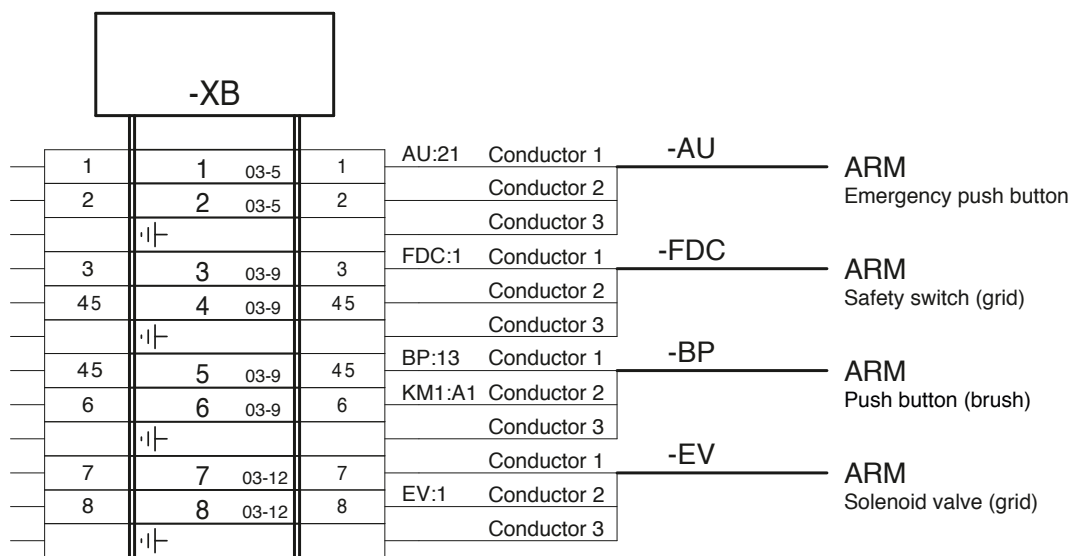 -XB
1 1 03-5 1 AU:21 Conductor 1 -AU ARM
2 2 03-5 2 Conductor 2 Emergency push button
Conductor 3
3 3 03-9 3 FDC:1 Conductor 1 -FDC ARM
45 4 03-9 45 Conductor 2 Safety switch (grid)
Conductor 3
45 5 03-9 45 BP:13 Conductor 1 -BP ARM
6 6 03-9 6 KM1:A1 Conductor 2 Push button (brush)
Conductor 3
7 7 03-12 7 Conductor 1 -EV ARM
8 8 03-12 8 EV:1 Conductor 2 Solenoid valve (grid)
Conductor 3